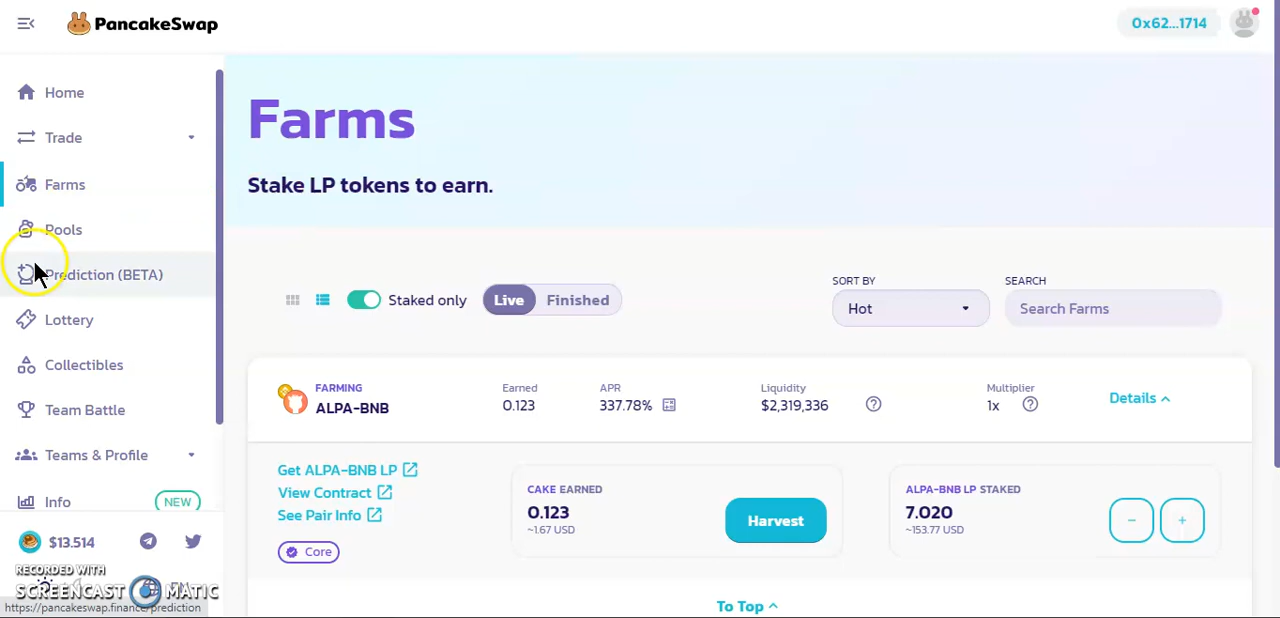 PancakeSwap
0x62...1714
Home
Trade
Farms
Pools
Prediction (BETA)
Lottery
Collectibles
Team Battle
Teams & Profile
Info NEW
$13.514
RECORDED WITH
SCREENCAST MATIC
https://pancakeswap.finance/prediction
Farms
Stake LP tokens to earn.
Staked only
Live Finished
SORT BY
Hot
SEARCH
Search Farms
FARMING
ALPA-BNB
Earned
0.123
APR
337.78%
Liquidity
$2,319,336
Multiplier
1x
Details
Get ALPA-BNB LP
View Contract
See Pair Info
Core
CAKE EARNED
0.123
~1.67 USD
Harvest
ALPA-BNB LP STAKED
7.020
~153.77 USD
To Top